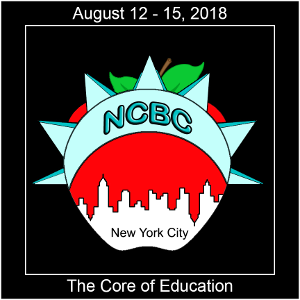 August 12 - 15, 2018
NCBC
New York City
The Core of Education